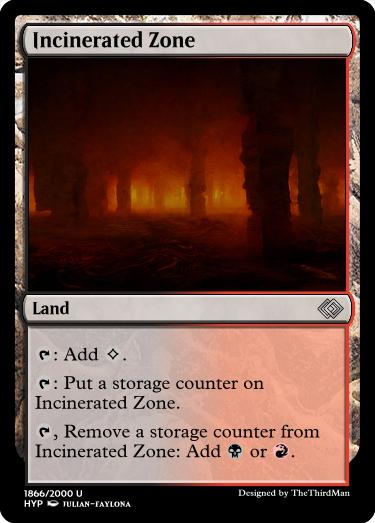 Incinerated Zone
Land
: Add .
: Put a storage counter on
Incinerated Zone.
, Remove a storage counter from
Incinerated Zone: Add or .
1866/2000 U
HYP JULIAN-FAYLONA
Designed by TheThirdMan